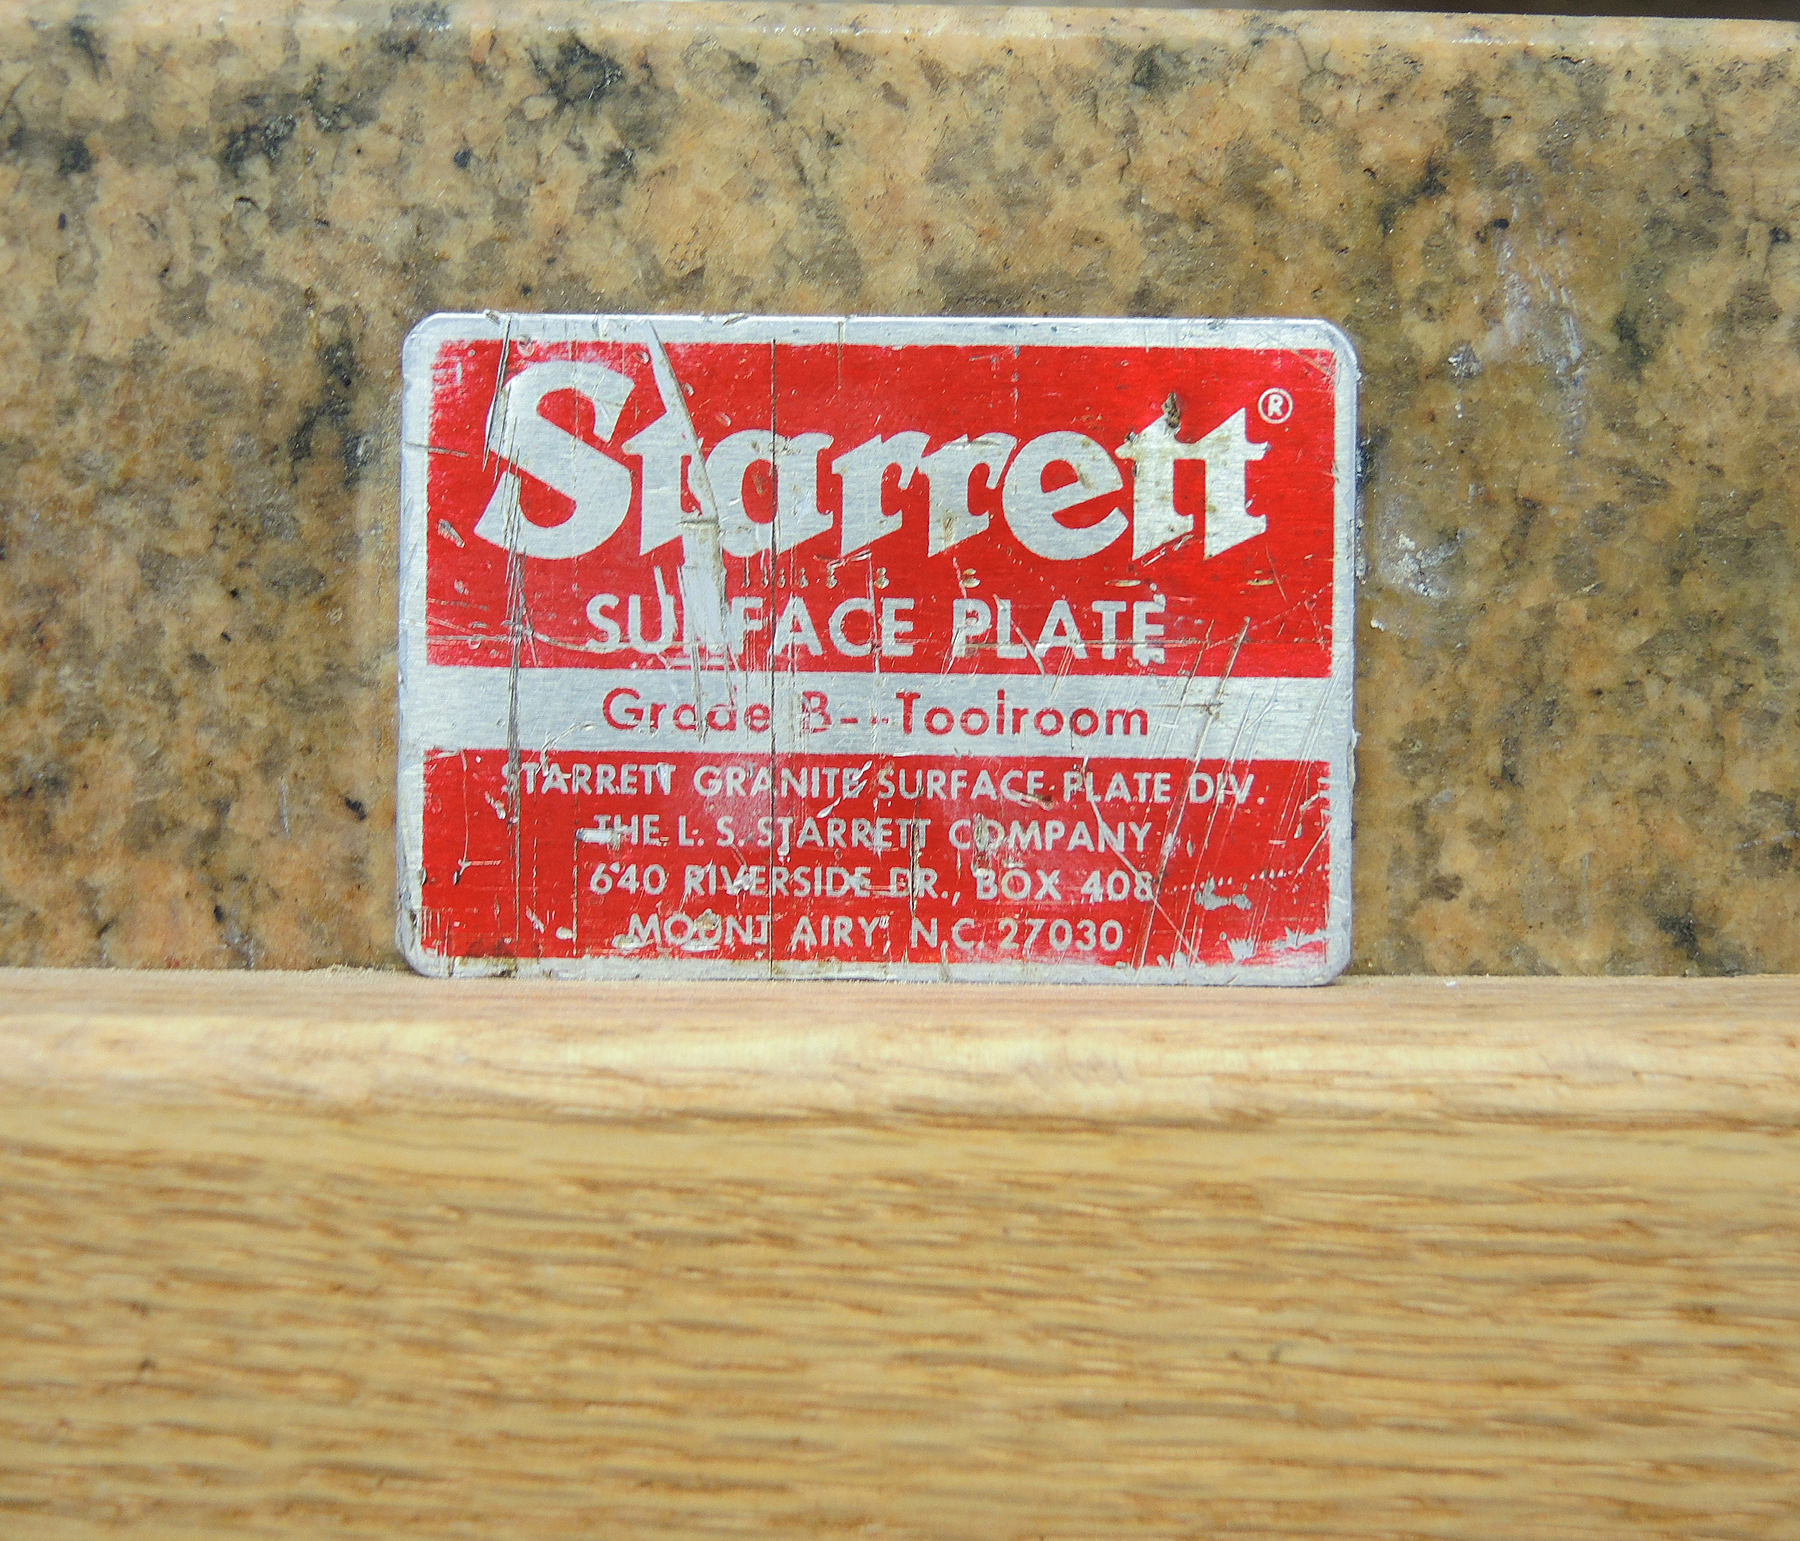 Starrett®
SURFACE PLATE
Grade B--Toolroom
STARRETT GRANITE SURFACE PLATE DIV.
THE L. S. STARRETT COMPANY
640 RIVERSIDE DR., BOX 408
MOUNT AIRY, N.C. 27030